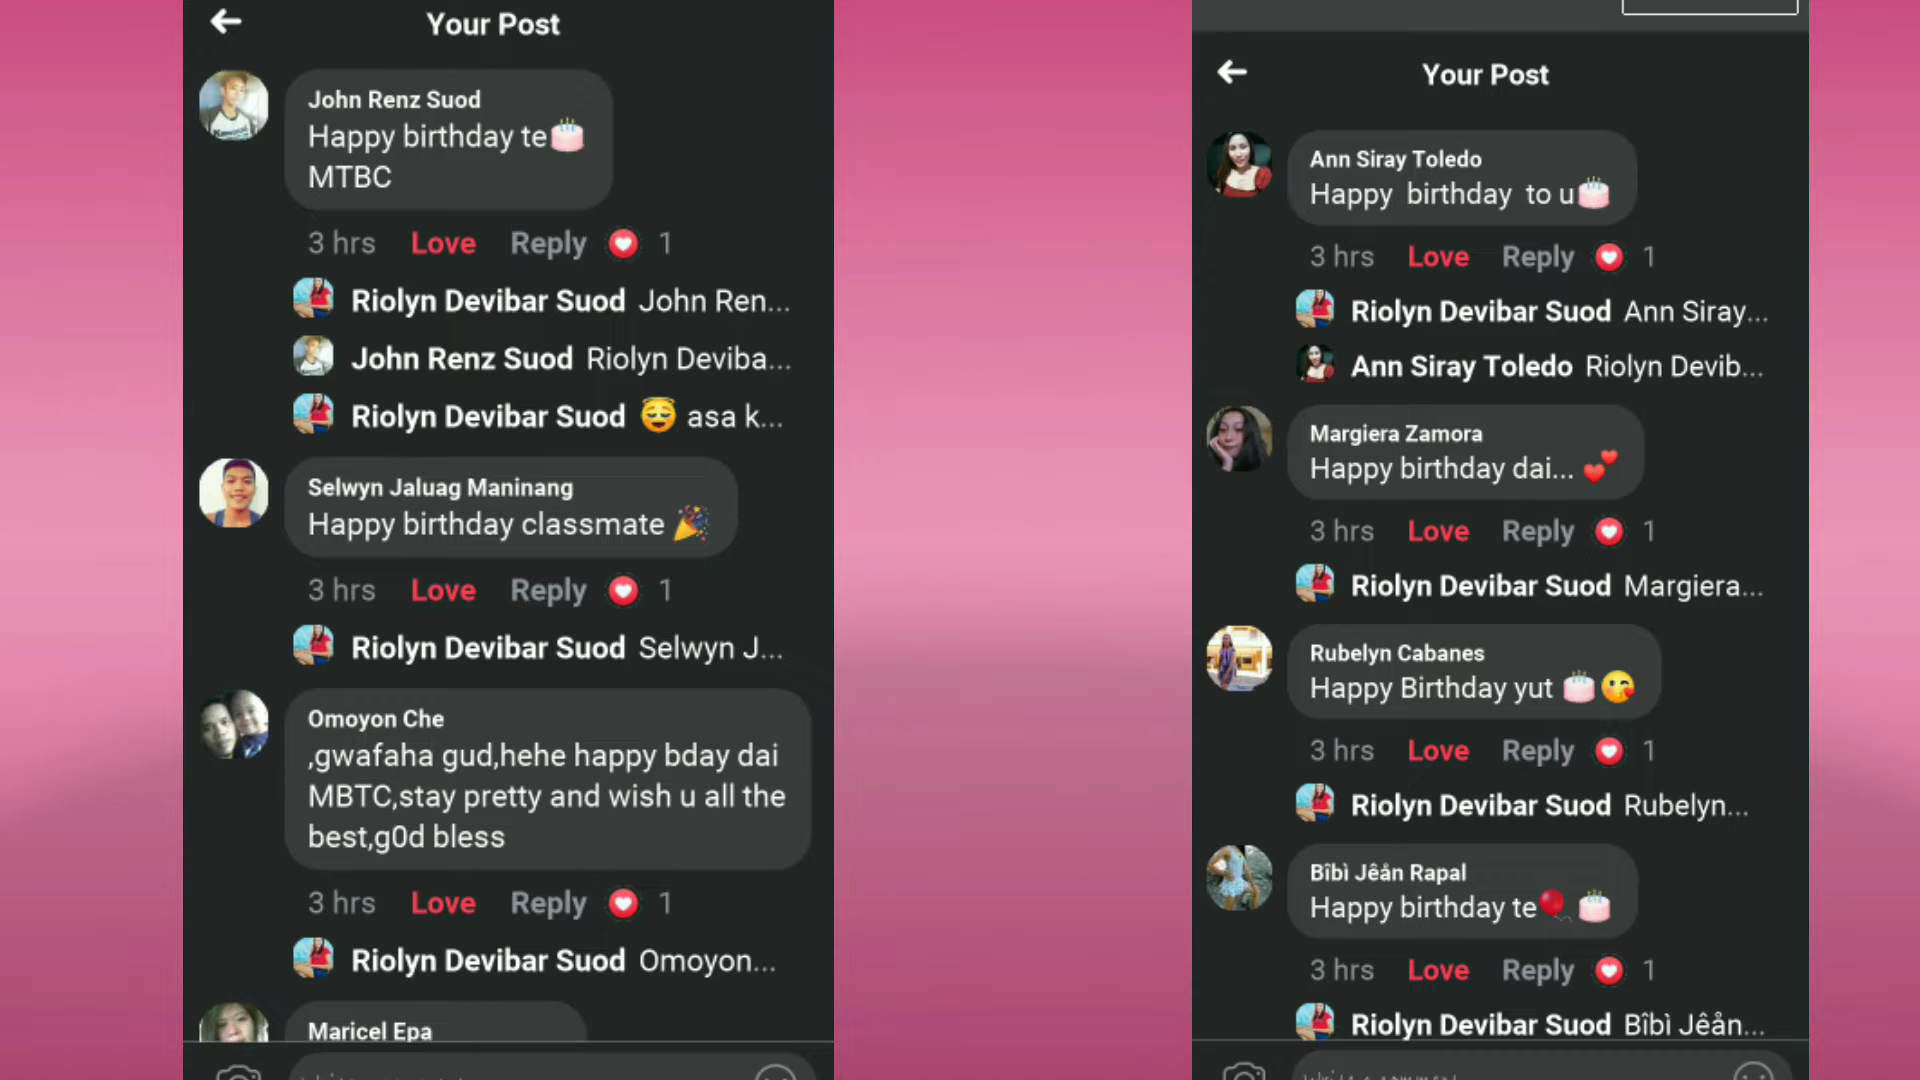 Your Post
John Renz Suod
Happy birthday te🎂
MTBC
3 hrs Love Reply 1
Riolyn Devibar Suod John Ren...
John Renz Suod Riolyn Deviba...
Riolyn Devibar Suod 😇 asa k...
Selwyn Jaluag Maninang
Happy birthday classmate 🎉
3 hrs Love Reply 1
Riolyn Devibar Suod Selwyn J...
Omoyon Che
,gwafaha gud,hehe happy bday dai
MBTC,stay pretty and wish u all the
best,g0d bless
3 hrs Love Reply 1
Riolyn Devibar Suod Omoyon...
Maricel Epa
Your Post
Ann Siray Toledo
Happy birthday to u🎂
3 hrs Love Reply 1
Riolyn Devibar Suod Ann Siray...
Ann Siray Toledo Riolyn Devib...
Margiera Zamora
Happy birthday dai... 💕
3 hrs Love Reply 1
Riolyn Devibar Suod Margiera...
Rubelyn Cabanes
Happy Birthday yut 🎂😘
3 hrs Love Reply 1
Riolyn Devibar Suod Rubelyn...
Bîbì Jêån Rapal
Happy birthday te🎈🎂
3 hrs Love Reply 1
Riolyn Devibar Suod Bîbì Jêån...